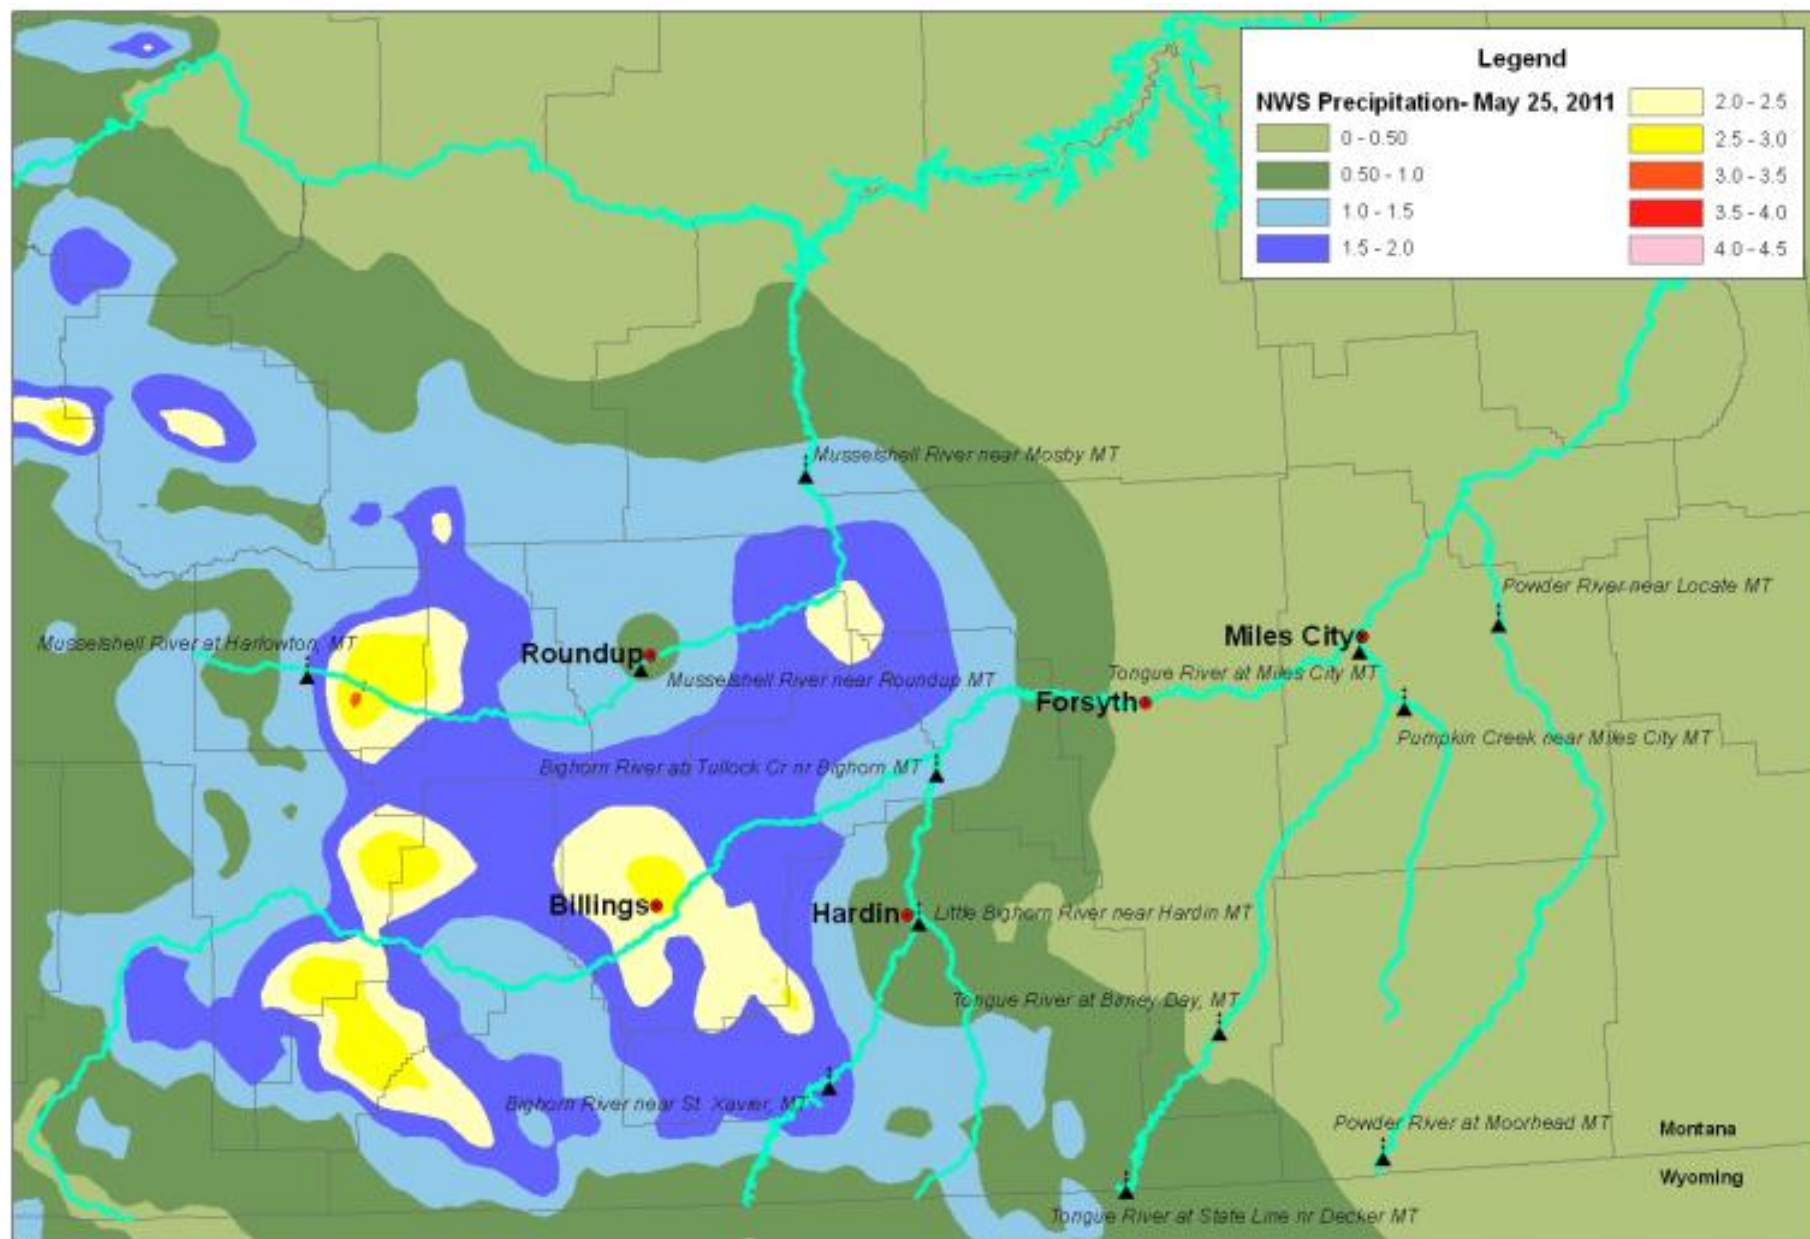 Legend
NWS Precipitation- May 25, 2011
0 - 0.50
0.50 - 1.0
1.0 - 1.5
1.5 - 2.0
2.0 - 2.5
2.5 - 3.0
3.0 - 3.5
3.5 - 4.0
4.0 - 4.5
Musselshell River near Mosby MT
Powder River near Locate MT
Musselshell River at Harlowton, MT
Roundup
Miles City
Musselshell River near Roundup MT
Tongue River at Miles City MT
Forsyth
Pumpkin Creek near Miles City MT
Bighorn River ab Tullock Cr nr Bighorn MT
Billings
Hardin
Little Bighorn River near Hardin MT
Tongue River at Birney Day, MT
Bighorn River near St. Xavier, MT
Powder River at Moorhead MT
Montana
Wyoming
Tongue River at State Line nr Decker MT